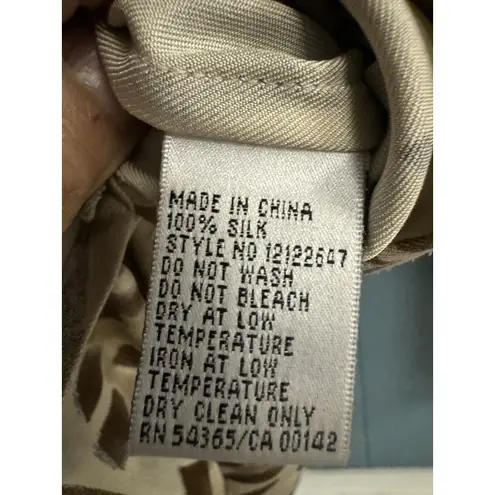 MADE IN CHINA
100% SILK
STYLE NO 12122647
DO NOT WASH
DO NOT BLEACH
DRY AT LOW
TEMPERATURE
IRON AT LOW
TEMPERATURE
DRY CLEAN ONLY
RN 54365/CA 00142